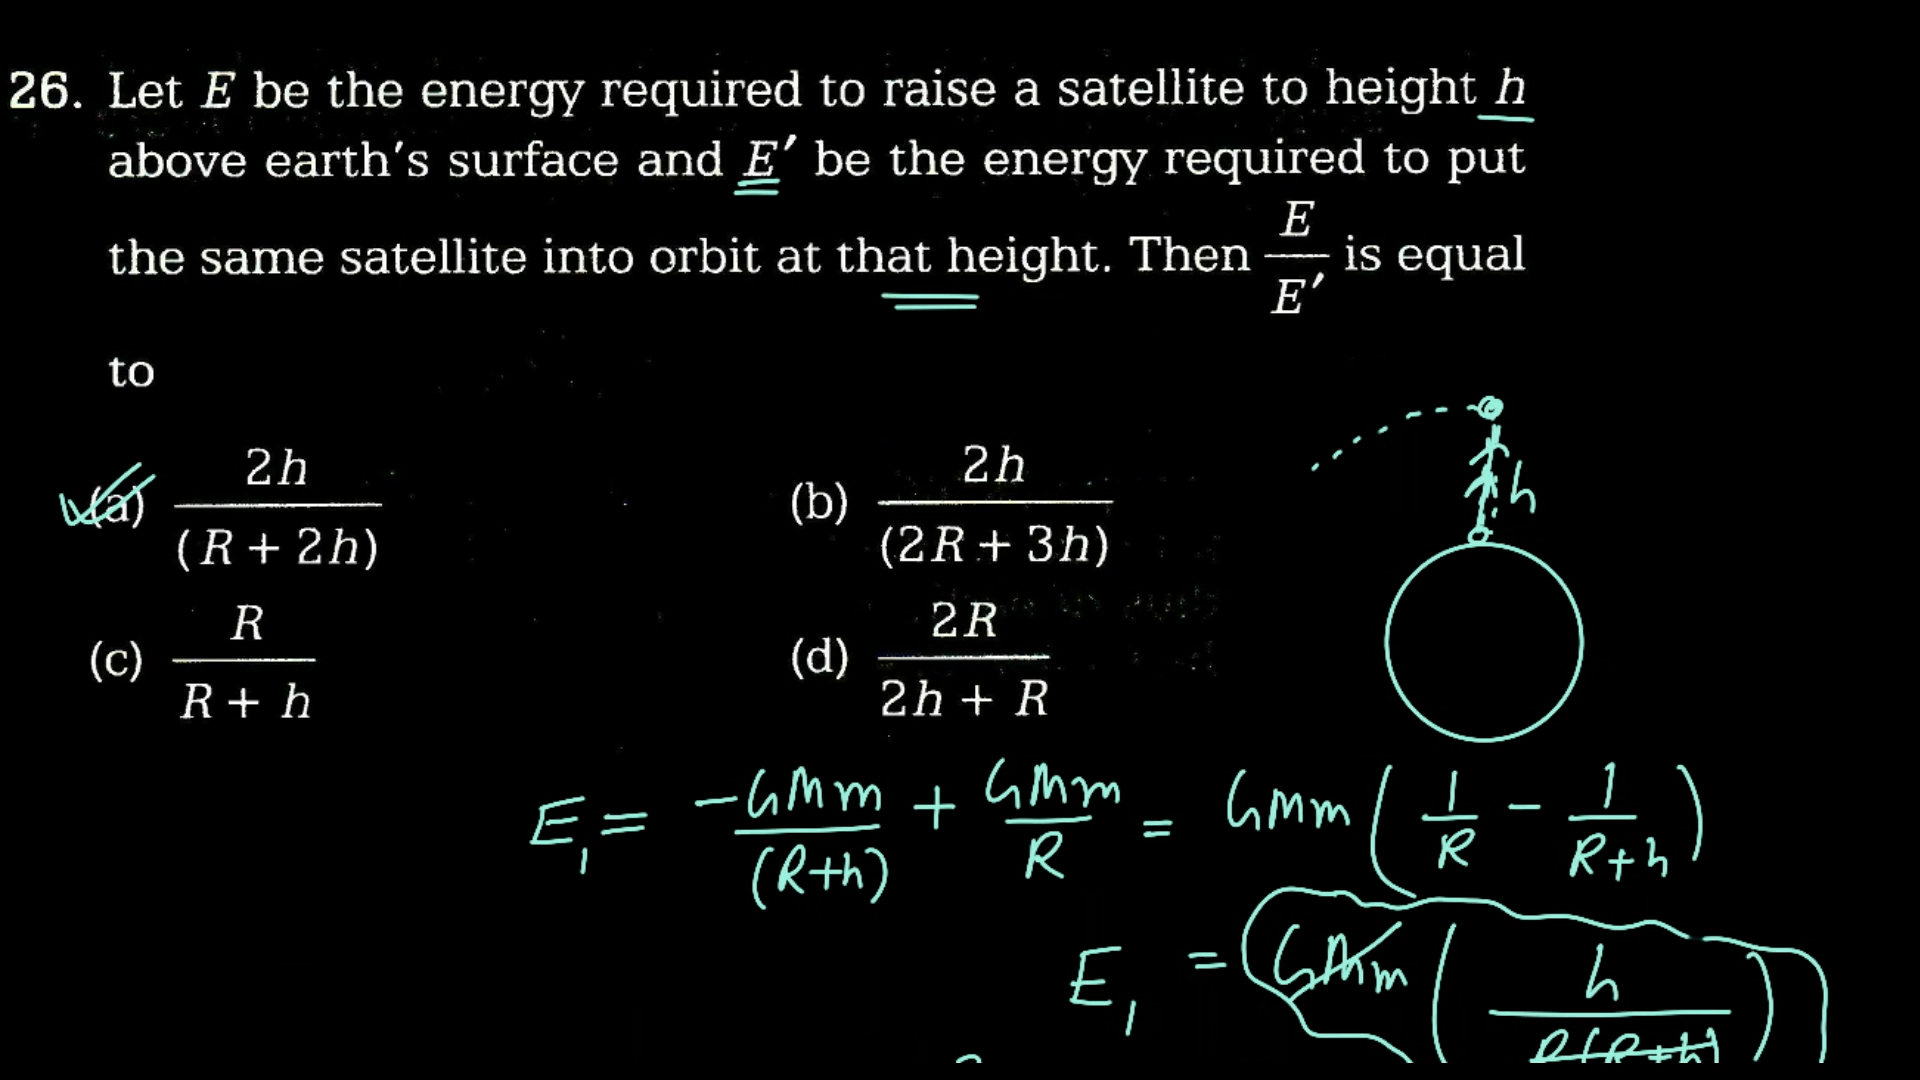 26. Let E be the energy required to raise a satellite to height h
above earth's surface and E′ be the energy required to put
the same satellite into orbit at that height. Then E/E′ is equal
to
(a) 2h/(R + 2h)
(b) 2h/(2R + 3h)
(c) R/R + h
(d) 2R/2h + R
h
E₁ = -GMm/(R+h) + GMm/R = GMm(1/R - 1/R+h)
E₁ = GMm(h/R(R+h))